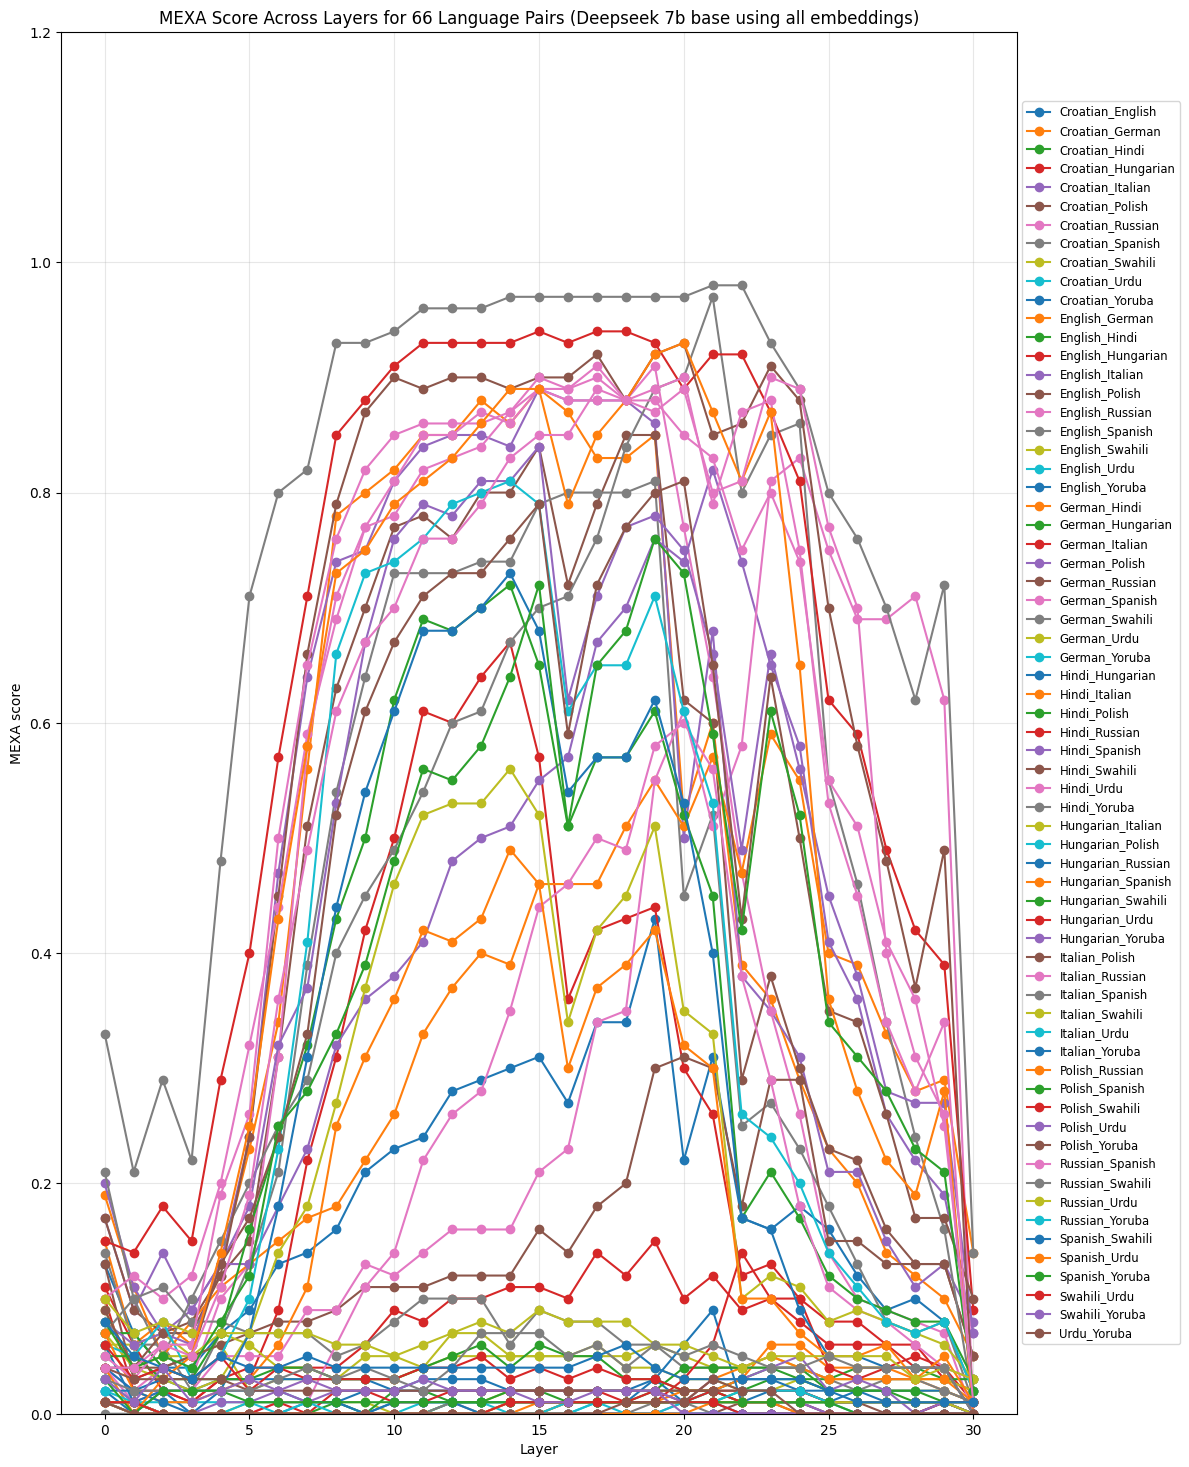 MEXA Score Across Layers for 66 Language Pairs (Deepseek 7b base using all embeddings)
1.2
1.0
0.8
0.6
0.4
0.2
0.0
MEXA score
0
5
10
15
20
25
30
Layer
Croatian_English
Croatian_German
Croatian_Hindi
Croatian_Hungarian
Croatian_Italian
Croatian_Polish
Croatian_Russian
Croatian_Spanish
Croatian_Swahili
Croatian_Urdu
Croatian_Yoruba
English_German
English_Hindi
English_Hungarian
English_Italian
English_Polish
English_Russian
English_Spanish
English_Swahili
English_Urdu
English_Yoruba
German_Hindi
German_Hungarian
German_Italian
German_Polish
German_Russian
German_Spanish
German_Swahili
German_Urdu
German_Yoruba
Hindi_Hungarian
Hindi_Italian
Hindi_Polish
Hindi_Russian
Hindi_Spanish
Hindi_Swahili
Hindi_Urdu
Hindi_Yoruba
Hungarian_Italian
Hungarian_Polish
Hungarian_Russian
Hungarian_Spanish
Hungarian_Swahili
Hungarian_Urdu
Hungarian_Yoruba
Italian_Polish
Italian_Russian
Italian_Spanish
Italian_Swahili
Italian_Urdu
Italian_Yoruba
Polish_Russian
Polish_Spanish
Polish_Swahili
Polish_Urdu
Polish_Yoruba
Russian_Spanish
Russian_Swahili
Russian_Urdu
Russian_Yoruba
Spanish_Swahili
Spanish_Urdu
Spanish_Yoruba
Swahili_Urdu
Swahili_Yoruba
Urdu_Yoruba